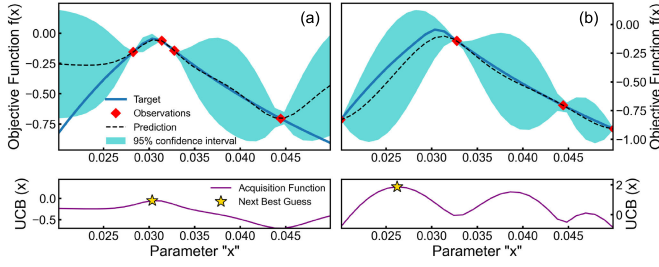 (a)
Objective Function f(x)
0.00
−0.25
−0.50
−0.75
Target
Observations
Prediction
95% confidence interval
0.025 0.030 0.035 0.040 0.045
(b)
Objective Function f(x)
0.00
−0.25
−0.50
−0.75
−1.00
0.025 0.030 0.035 0.040 0.045
UCB (x)
0.0
−0.5
Acquisition Function
Next Best Guess
0.025 0.030 0.035 0.040 0.045
Parameter "x"
UCB (x)
2
0
0.025 0.030 0.035 0.040 0.045
Parameter "x"